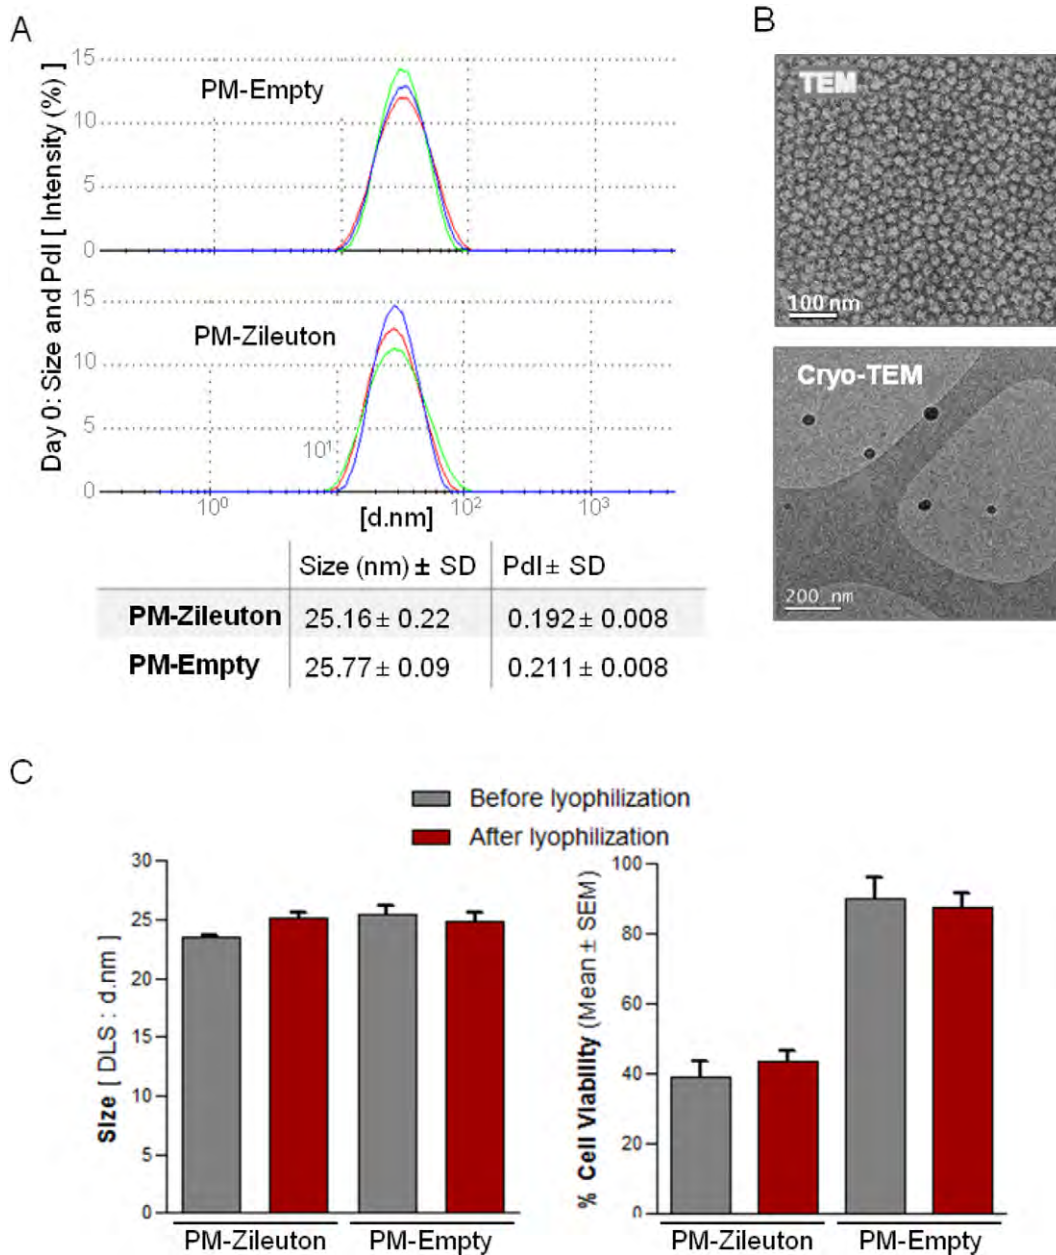 A
B
Day 0: Size and PdI [ Intensity (%) ]
15
10
5
0
PM-Empty
15
10
5
0
PM-Zileuton
10¹
10⁰
[d.nm]
10²
10³
Size (nm) ± SD
PdI ± SD
PM-Zileuton
25.16 ± 0.22
0.192 ± 0.008
PM-Empty
25.77 ± 0.09
0.211 ± 0.008
TEM
100 nm
Cryo-TEM
200 nm
C
Before lyophilization
After lyophilization
Size [ DLS : d.nm ]
30
25
20
15
10
5
0
PM-Zileuton
PM-Empty
% Cell Viability (Mean ± SEM)
100
80
60
40
20
0
PM-Zileuton
PM-Empty